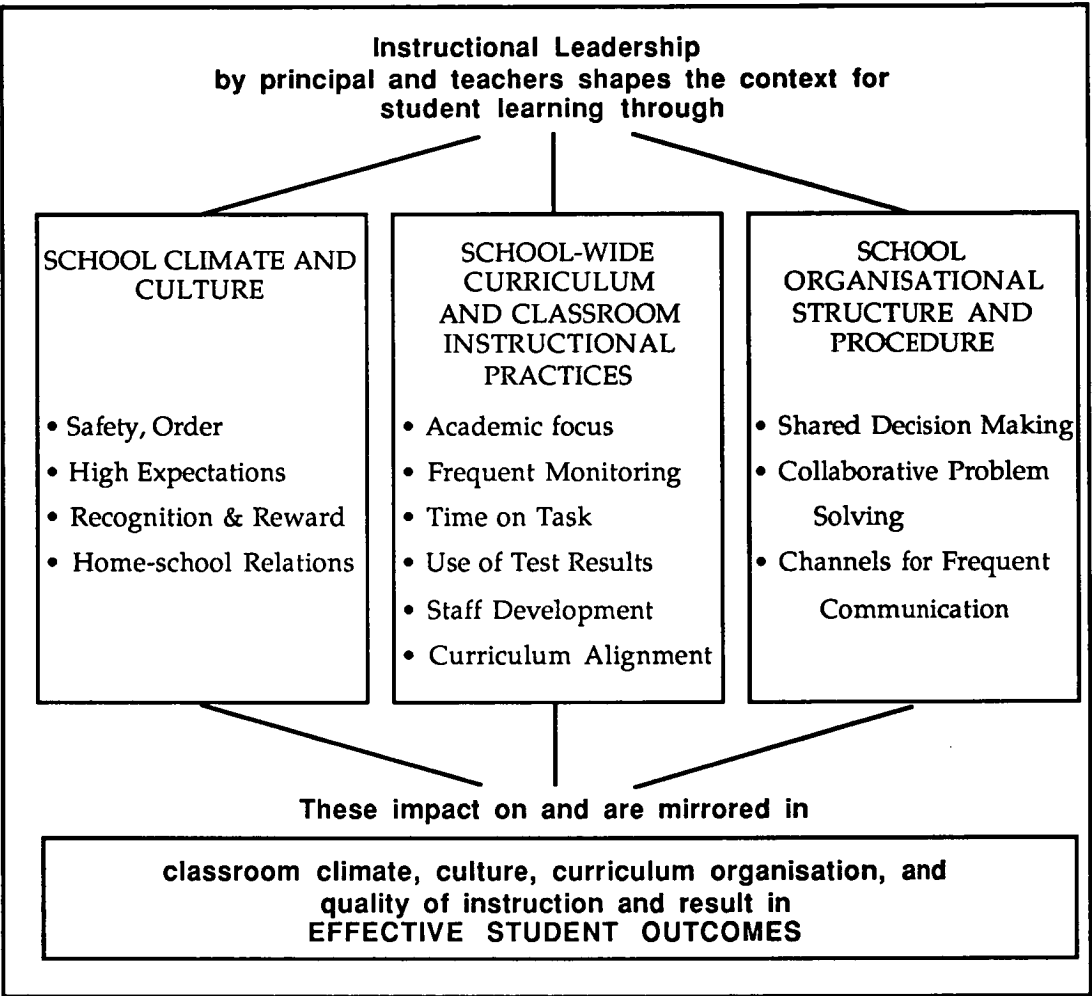 Instructional Leadership
by principal and teachers shapes the context for
student learning through
SCHOOL CLIMATE AND
CULTURE
• Safety, Order
• High Expectations
• Recognition & Reward
• Home-school Relations
SCHOOL-WIDE
CURRICULUM
AND CLASSROOM
INSTRUCTIONAL
PRACTICES
• Academic focus
• Frequent Monitoring
• Time on Task
• Use of Test Results
• Staff Development
• Curriculum Alignment
SCHOOL
ORGANISATIONAL
STRUCTURE AND
PROCEDURE
• Shared Decision Making
• Collaborative Problem
Solving
• Channels for Frequent
Communication
These impact on and are mirrored in
classroom climate, culture, curriculum organisation, and
quality of instruction and result in
EFFECTIVE STUDENT OUTCOMES